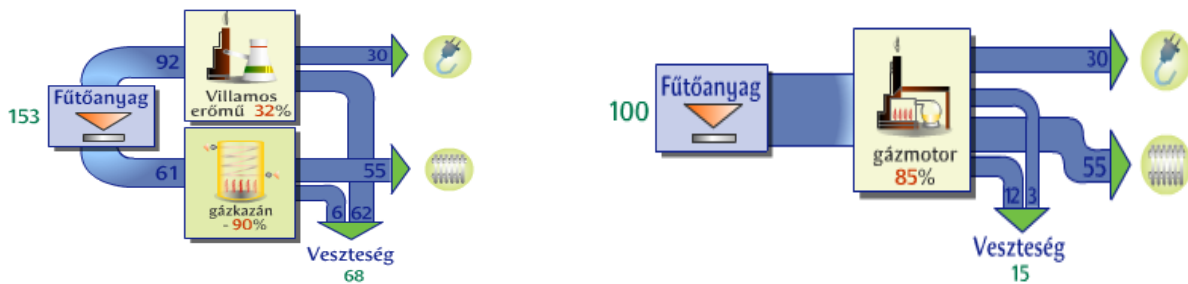 92
30
Fűtőanyag
153
Villamos
erőmű 32%
61
55
gázkazán
- 90%
6 62
Veszteség
68
30
Fűtőanyag
100
gázmotor
85%
55
12 3
Veszteség
15